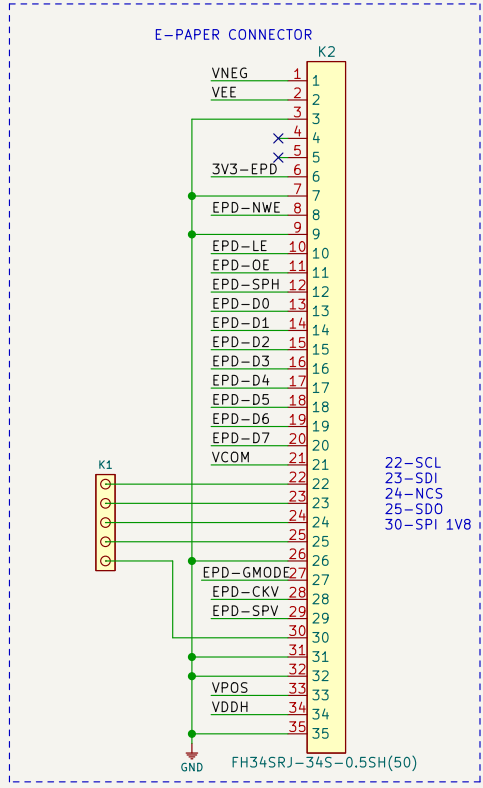 E-PAPER CONNECTOR
K2
VNEG 1 1
VEE 2 2
3 3
4 4
5 5
3V3-EPD 6 6
7 7
EPD-NWE 8 8
9 9
EPD-LE 10 10
EPD-OE 11 11
EPD-SPH 12 12
EPD-D0 13 13
EPD-D1 14 14
EPD-D2 15 15
EPD-D3 16 16
EPD-D4 17 17
EPD-D5 18 18
EPD-D6 19 19
EPD-D7 20 20
VCOM 21 21
K1
22 22
23 23
24 24
25 25
26 26
EPD-GMODE 27 27
EPD-CKV 28 28
EPD-SPV 29 29
30 30
31 31
32 32
VPOS 33 33
VDDH 34 34
35 35
22-SCL
23-SDI
24-NCS
25-SDO
30-SPI 1V8
GND
FH34SRJ-34S-0.5SH(50)